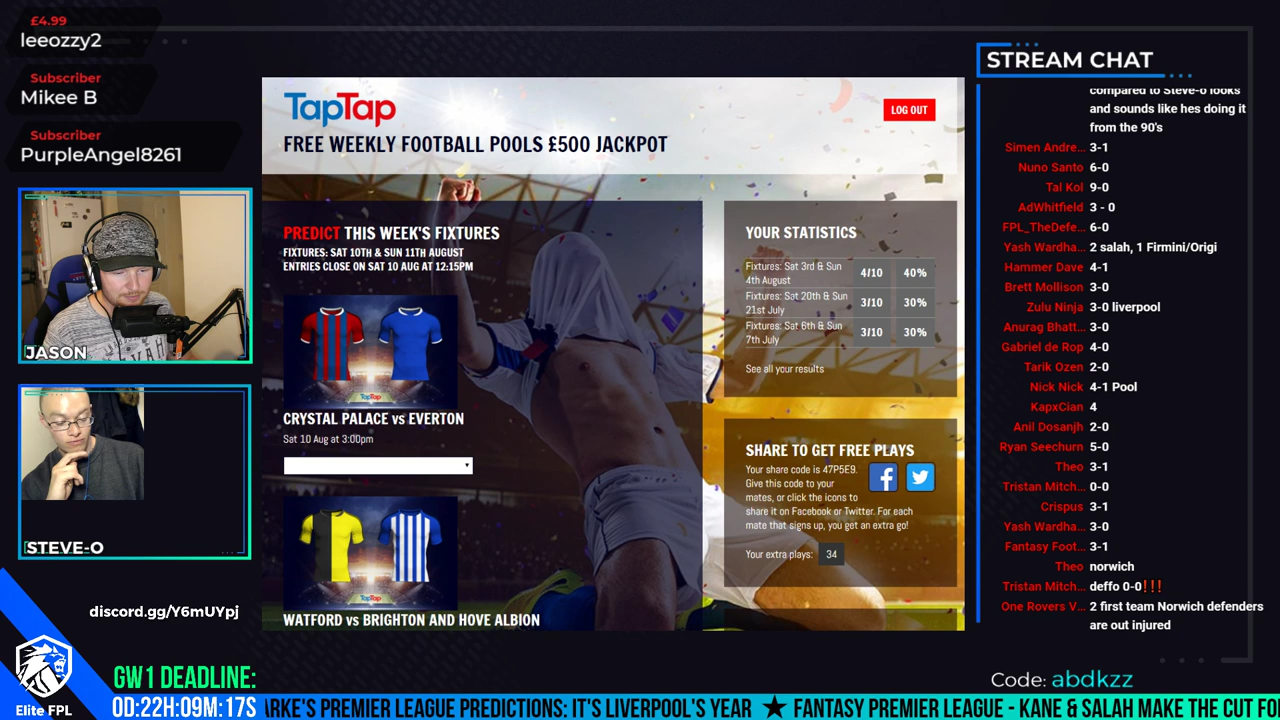 £4.99
leeozzy2
Subscriber
Mikee B
Subscriber
PurpleAngel8261
JASON
STEVE-O
discord.gg/Y6mUYpj
Elite FPL
GW1 DEADLINE:
0D:22H:09M:17S
TapTap
LOG OUT
FREE WEEKLY FOOTBALL POOLS £500 JACKPOT
PREDICT THIS WEEK'S FIXTURES
FIXTURES: SAT 10TH & SUN 11TH AUGUST
ENTRIES CLOSE ON SAT 10 AUG AT 12:15PM
TapTap
CRYSTAL PALACE vs EVERTON
Sat 10 Aug at 3:00pm
TapTap
WATFORD vs BRIGHTON AND HOVE ALBION
YOUR STATISTICS
Fixtures: Sat 3rd & Sun 4/10 40%
4th August
Fixtures: Sat 20th & Sun 3/10 30%
21st July
Fixtures: Sat 6th & Sun 3/10 30%
7th July
See all your results
SHARE TO GET FREE PLAYS
Your share code is 47P5E9.
Give this code to your
mates, or click the icons to
share it on Facebook or Twitter. For each
mate that signs up, you get an extra go!
Your extra plays: 34
STREAM CHAT
compared to Steve-o looks
and sounds like hes doing it
from the 90's
Simen Andre... 3-1
Nuno Santo 6-0
Tal Kol 9-0
AdWhitfield 3 - 0
FPL_TheDefe... 6-0
Yash Wardha... 2 salah, 1 Firmini/Origi
Hammer Dave 4-1
Brett Mollison 3-0
Zulu Ninja 3-0 liverpool
Anurag Bhatt... 3-0
Gabriel de Rop 4-0
Tarik Ozen 2-0
Nick Nick 4-1 Pool
KapxCian 4
Anil Dosanjh 2-0
Ryan Seechurn 5-0
Theo 3-1
Tristan Mitch... 0-0
Crispus 3-1
Yash Wardha... 3-0
Fantasy Foot... 3-1
Theo norwich
Tristan Mitch... deffo 0-0!!!
One Rovers V... 2 first team Norwich defenders
are out injured
Code: abdkzz
ARKE'S PREMIER LEAGUE PREDICTIONS: IT'S LIVERPOOL'S YEAR ★ FANTASY PREMIER LEAGUE - KANE & SALAH MAKE THE CUT FO